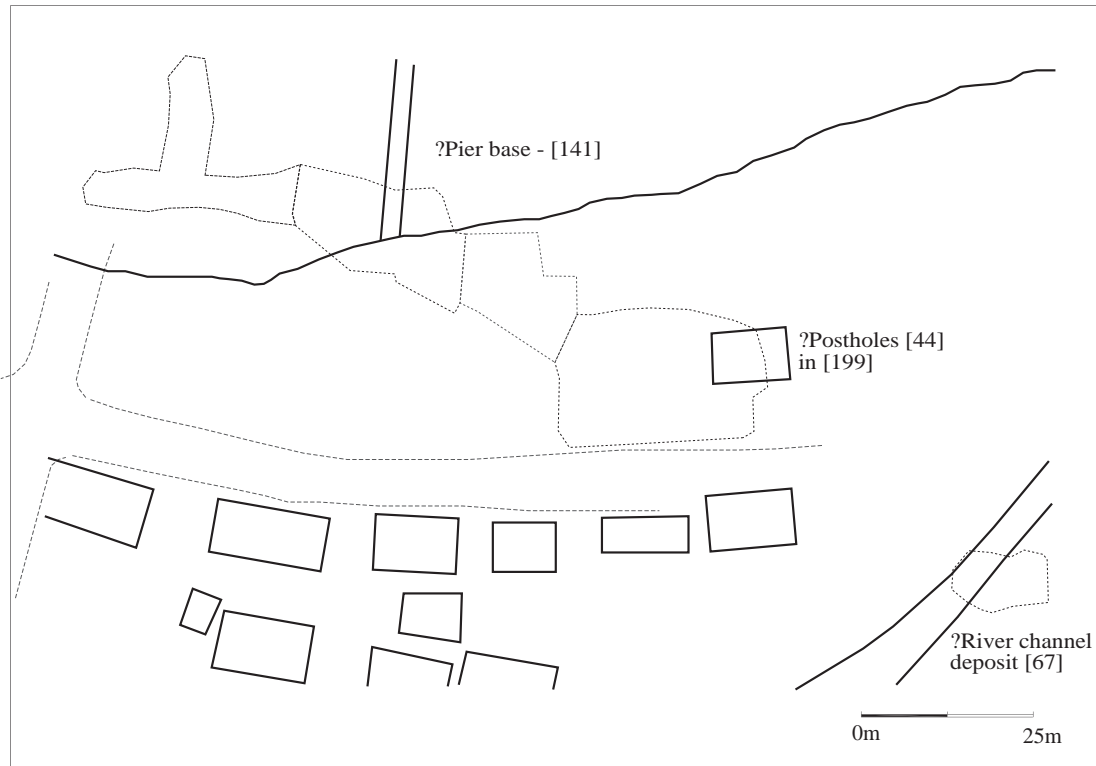 ?Pier base - [141]
?Postholes [44]
in [199]
?River channel
deposit [67]
0m
25m